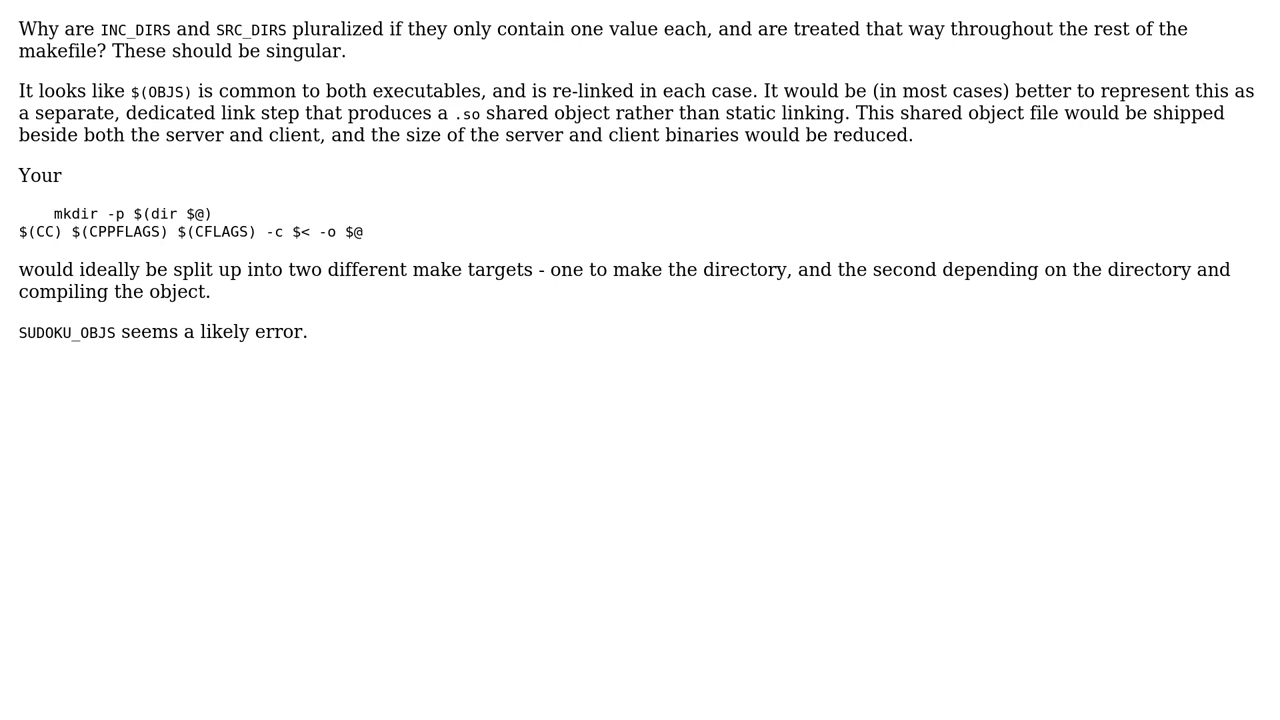 Why are INC_DIRS and SRC_DIRS pluralized if they only contain one value each, and are treated that way throughout the rest of the
makefile? These should be singular.
It looks like $(OBJS) is common to both executables, and is re-linked in each case. It would be (in most cases) better to represent this as
a separate, dedicated link step that produces a .so shared object rather than static linking. This shared object file would be shipped
beside both the server and client, and the size of the server and client binaries would be reduced.
Your
    mkdir -p $(dir $@)
$(CC) $(CPPFLAGS) $(CFLAGS) -c $< -o $@
would ideally be split up into two different make targets - one to make the directory, and the second depending on the directory and
compiling the object.
SUDOKU_OBJS seems a likely error.